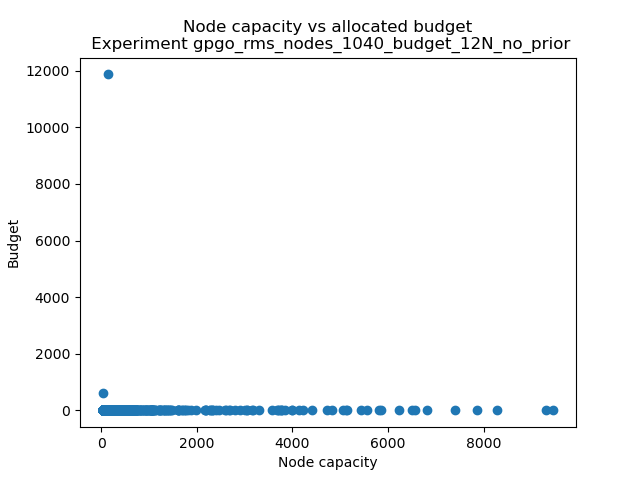 Node capacity vs allocated budget
Experiment gpgo_rms_nodes_1040_budget_12N_no_prior
12000
10000
8000
6000
4000
2000
0
Budget
0 2000 4000 6000 8000
Node capacity